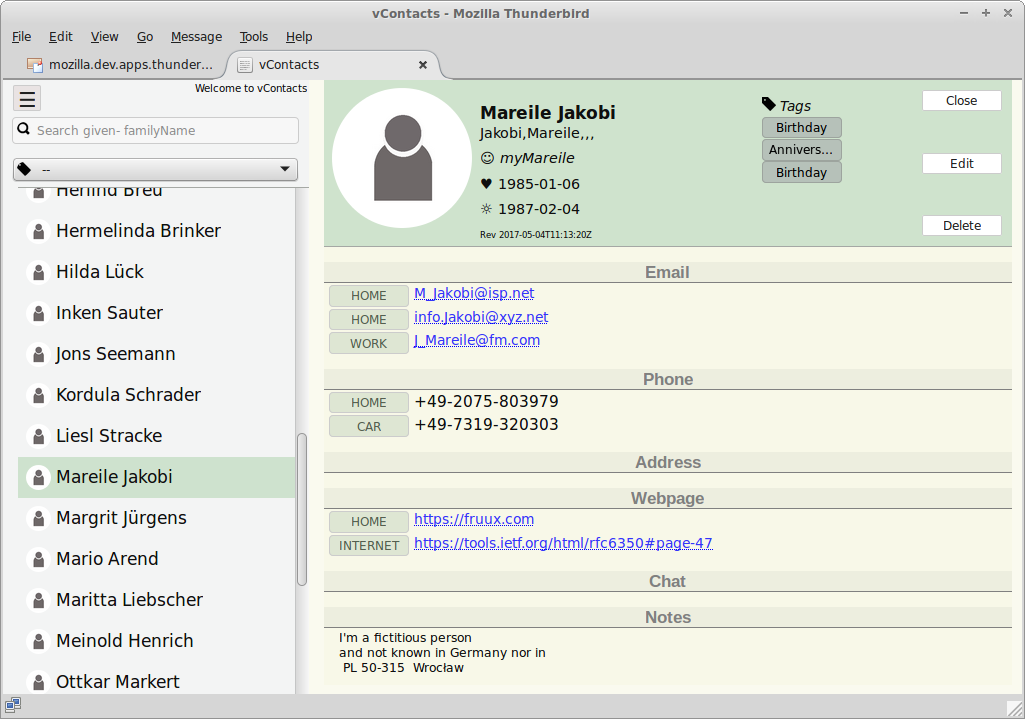 vContacts - Mozilla Thunderbird
File Edit View Go Message Tools Help
mozilla.dev.apps.thunder... vContacts
Welcome to vContacts
Search given- familyName
--
Herlind Breu
Hermelinda Brinker
Hilda Lück
Inken Sauter
Jons Seemann
Kordula Schrader
Liesl Stracke
Mareile Jakobi
Margrit Jürgens
Mario Arend
Maritta Liebscher
Meinold Henrich
Ottkar Markert
Mareile Jakobi
Jakobi,Mareile,,,
☺ myMareile
♥ 1985-01-06
☼ 1987-02-04
Rev 2017-05-04T11:13:20Z
Tags
Birthday
Annivers...
Birthday
Close
Edit
Delete
Email
HOME M_Jakobi@isp.net
HOME info.Jakobi@xyz.net
WORK J_Mareile@fm.com
Phone
HOME +49-2075-803979
CAR +49-7319-320303
Address
Webpage
HOME https://fruux.com
INTERNET https://tools.ietf.org/html/rfc6350#page-47
Chat
Notes
I'm a fictitious person
and not known in Germany nor in
PL 50-315  Wrocław